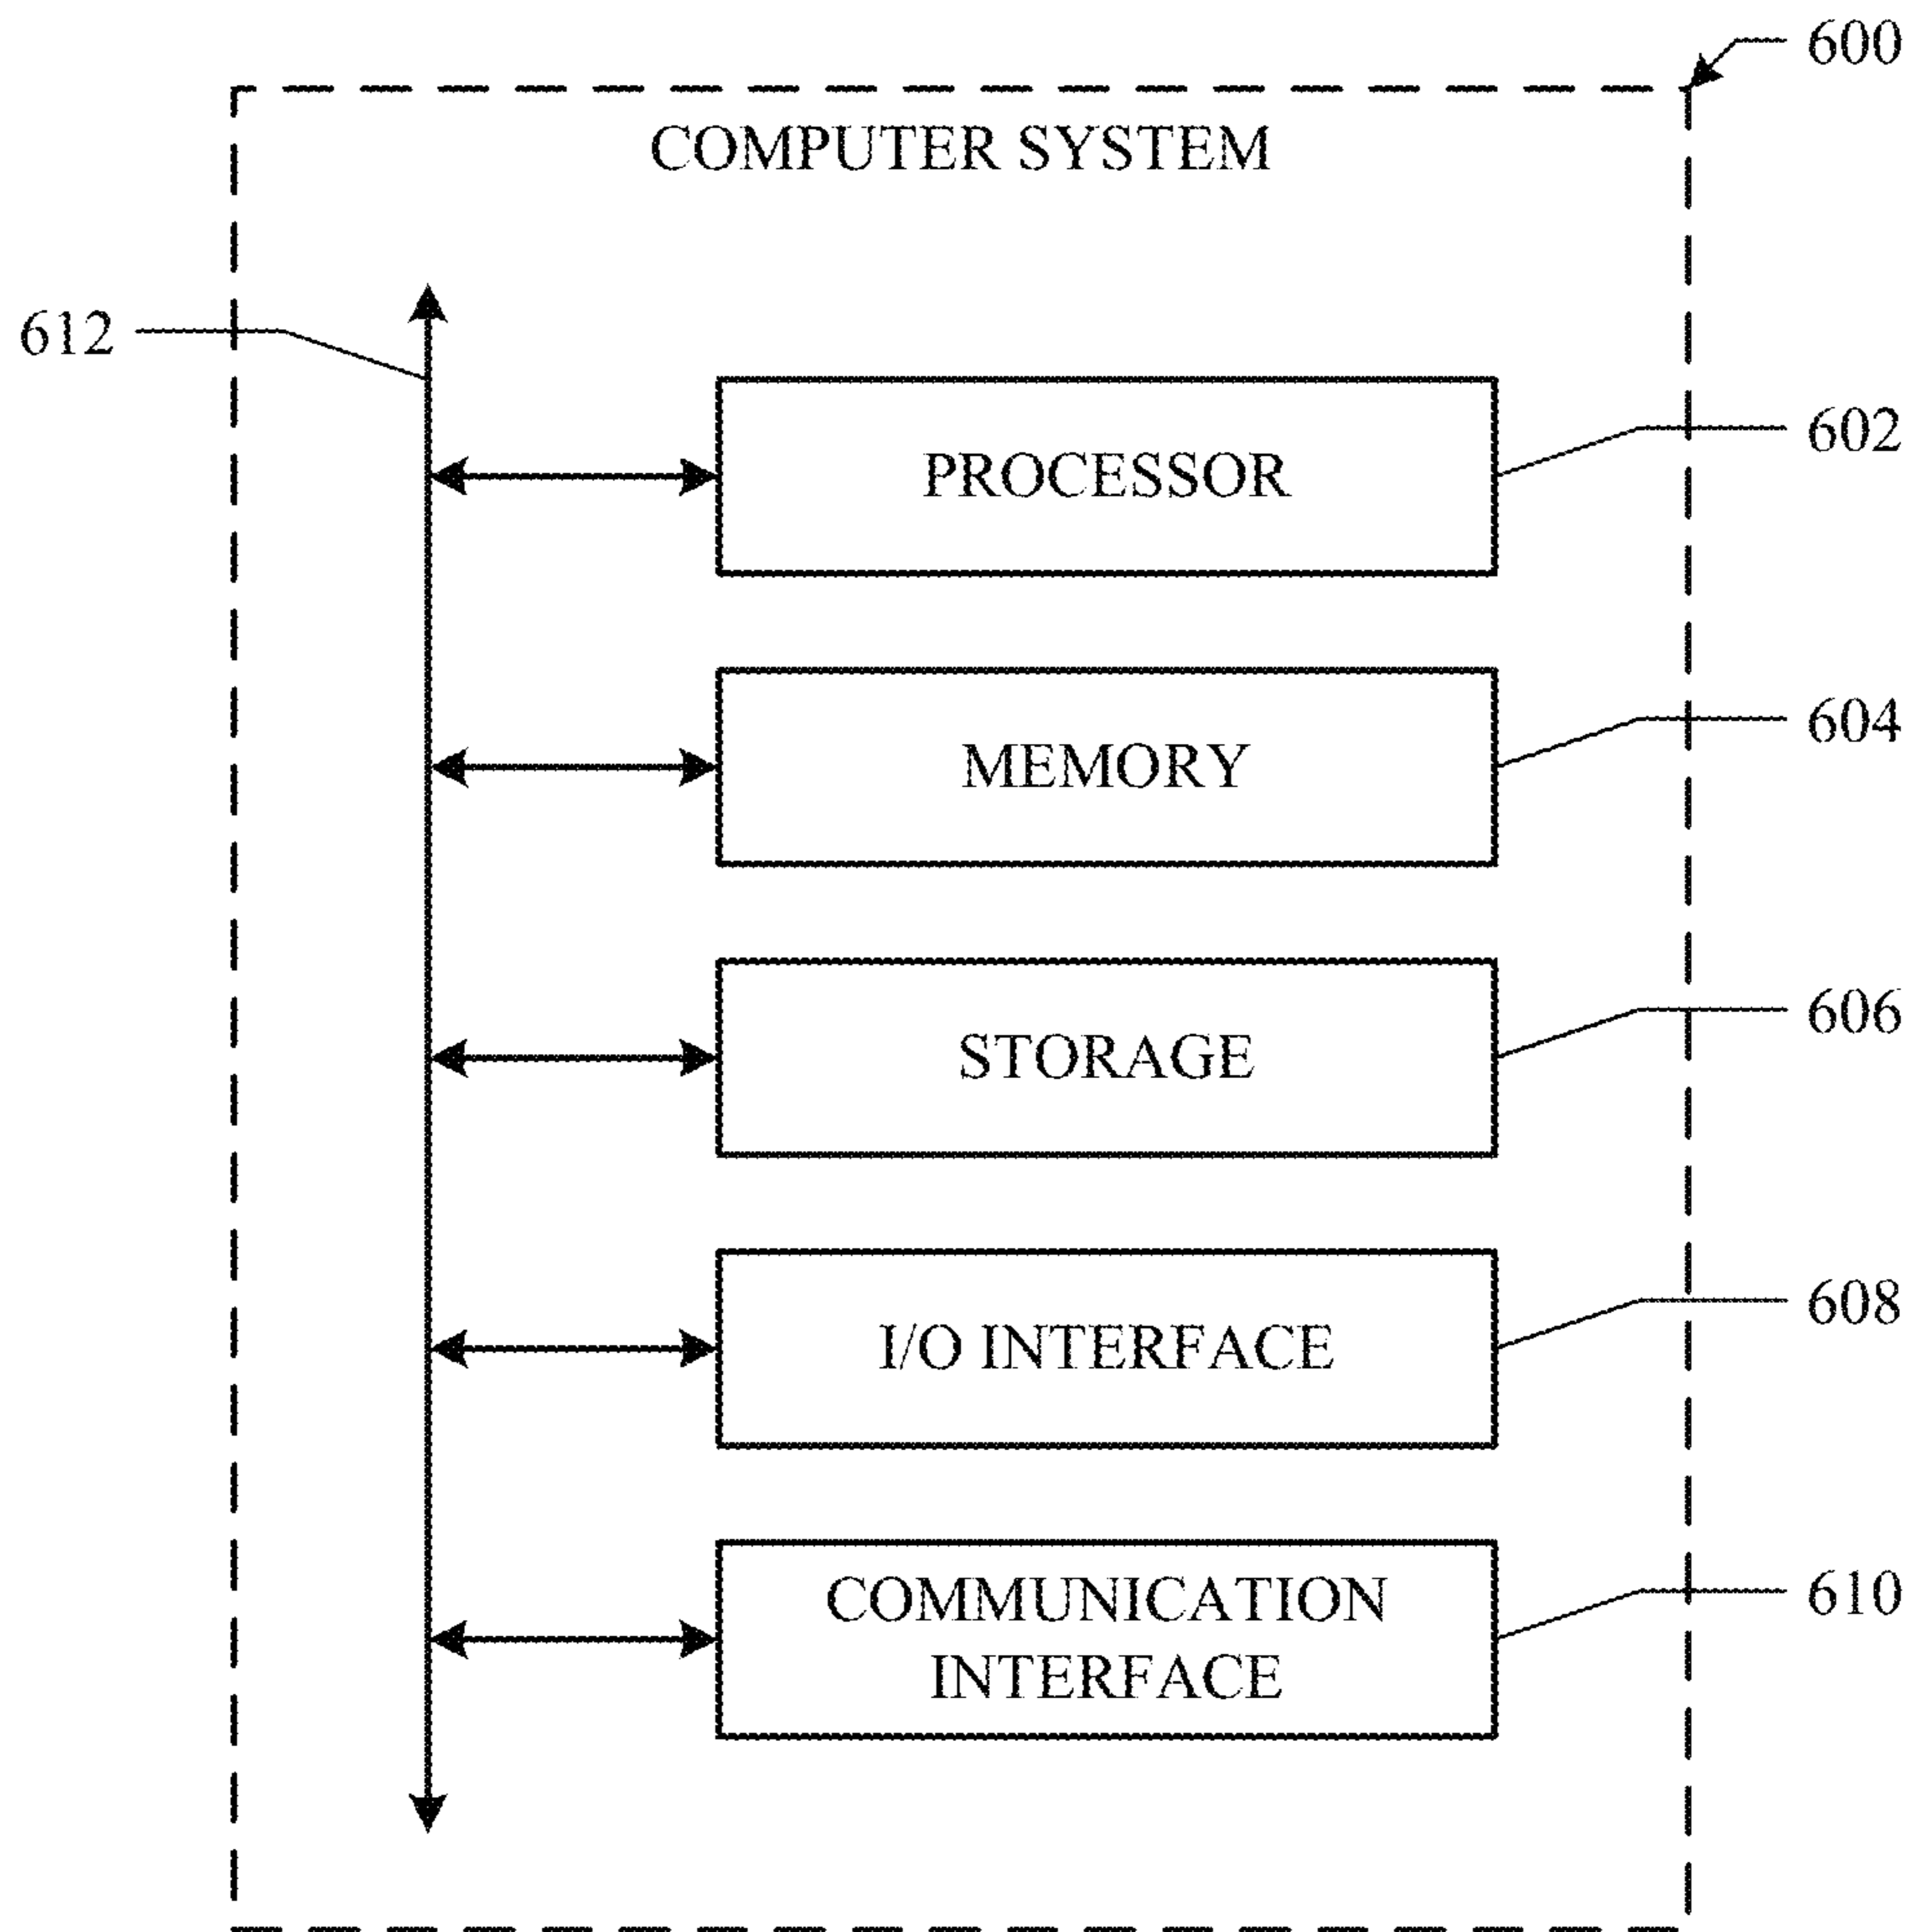 600
COMPUTER SYSTEM
612
PROCESSOR
602
MEMORY
604
STORAGE
606
I/O INTERFACE
608
COMMUNICATION
INTERFACE
610